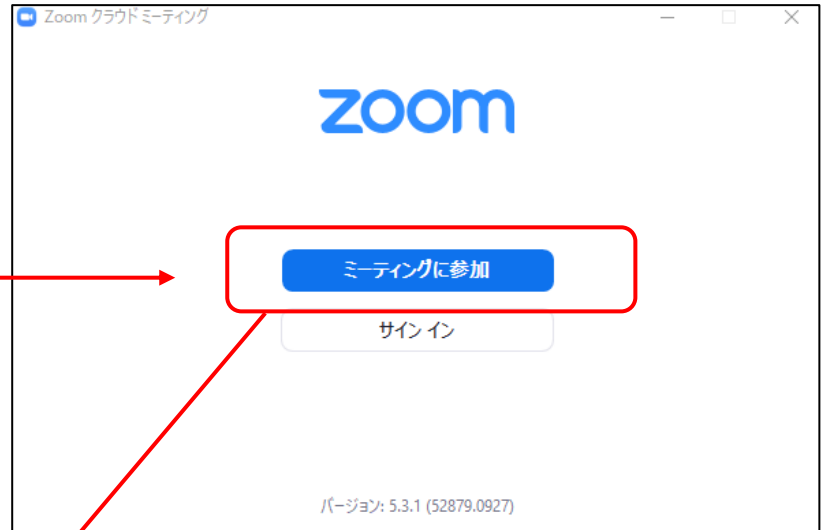 Zoom クラウド ミーティング
zoom
ミーティングに参加
サイン イン
バージョン: 5.3.1 (52879.0927)